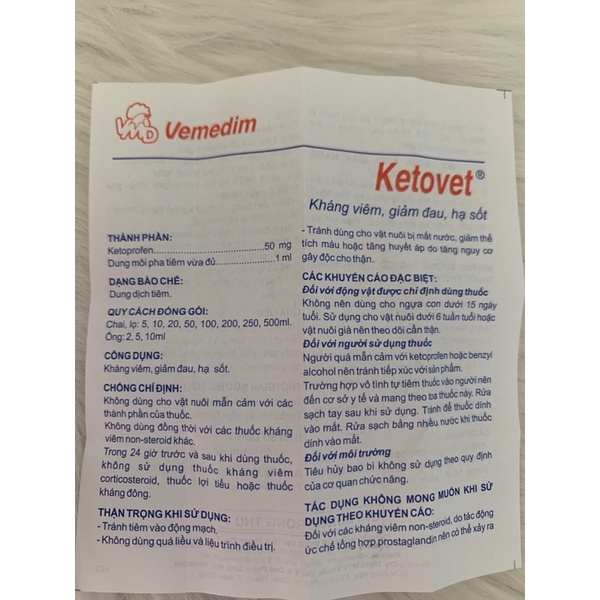 VMD Vemedim
Ketovet®
Kháng viêm, giảm đau, hạ sốt
THÀNH PHẦN:
Ketoprofen..................................50 mg
Dung môi pha tiêm vừa đủ..............1 ml
DẠNG BÀO CHẾ:
Dung dịch tiêm.
QUY CÁCH ĐÓNG GÓI:
Chai, lọ: 5, 10, 20, 50, 100, 200, 250, 500ml.
Ống: 2, 5, 10ml
CÔNG DỤNG:
Kháng viêm, giảm đau, hạ sốt.
CHỐNG CHỈ ĐỊNH:
Không dùng cho vật nuôi mẫn cảm với các
thành phần của thuốc.
Không dùng đồng thời với các thuốc kháng
viêm non-steroid khác.
Trong 24 giờ trước và sau khi dùng thuốc,
không sử dụng thuốc kháng viêm
corticosteroid, thuốc lợi tiểu hoặc thuốc
kháng đông.
THẬN TRỌNG KHI SỬ DỤNG:
- Tránh tiêm vào động mạch.
- Không dùng quá liều và liệu trình điều trị.
- Tránh dùng cho vật nuôi bị mất nước, giảm thể
tích máu hoặc tăng huyết áp do tăng nguy cơ
gây độc cho thận.
CÁC KHUYẾN CÁO ĐẶC BIỆT:
Đối với động vật được chỉ định dùng thuốc
Không nên dùng cho ngựa con dưới 15 ngày
tuổi. Sử dụng cho vật nuôi dưới 6 tuần tuổi hoặc
vật nuôi già nên theo dõi cẩn thận.
Đối với người sử dụng thuốc
Người quá mẫn cảm với ketoprofen hoặc benzyl
alcohol nên tránh tiếp xúc với sản phẩm.
Trường hợp vô tình tự tiêm thuốc vào người nên
đến cơ sở y tế và mang theo toa thuốc này. Rửa
sạch tay sau khi sử dụng. Tránh để thuốc dính
vào mắt. Rửa sạch bằng nhiều nước khi thuốc
dính vào mắt.
Đối với môi trường
Tiêu hủy bao bì không sử dụng theo quy định
của cơ quan chức năng.
TÁC DỤNG KHÔNG MONG MUỐN KHI SỬ
DỤNG THEO KHUYẾN CÁO:
Đối với các kháng viêm non-steroid, do tác động
ức chế tổng hợp prostaglandin nên có thể xảy ra